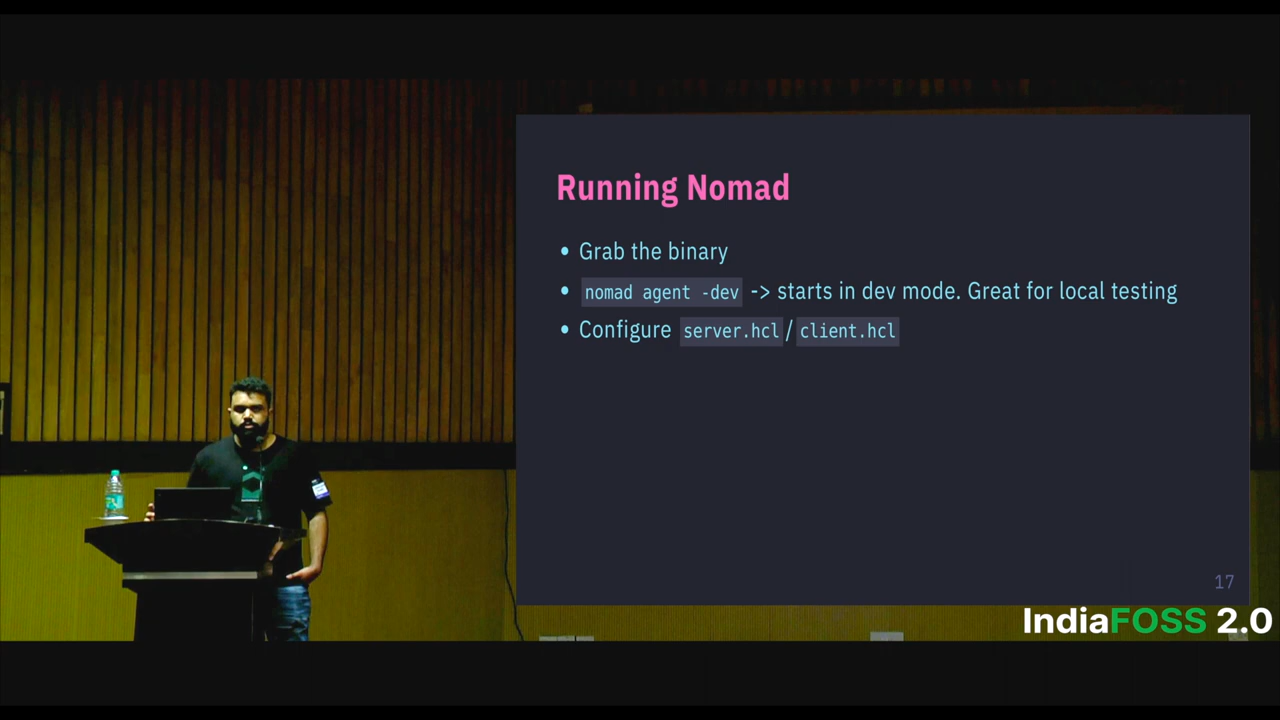 Running Nomad
• Grab the binary
• nomad agent -dev -> starts in dev mode. Great for local testing
• Configure server.hcl / client.hcl
17
IndiaFOSS 2.0